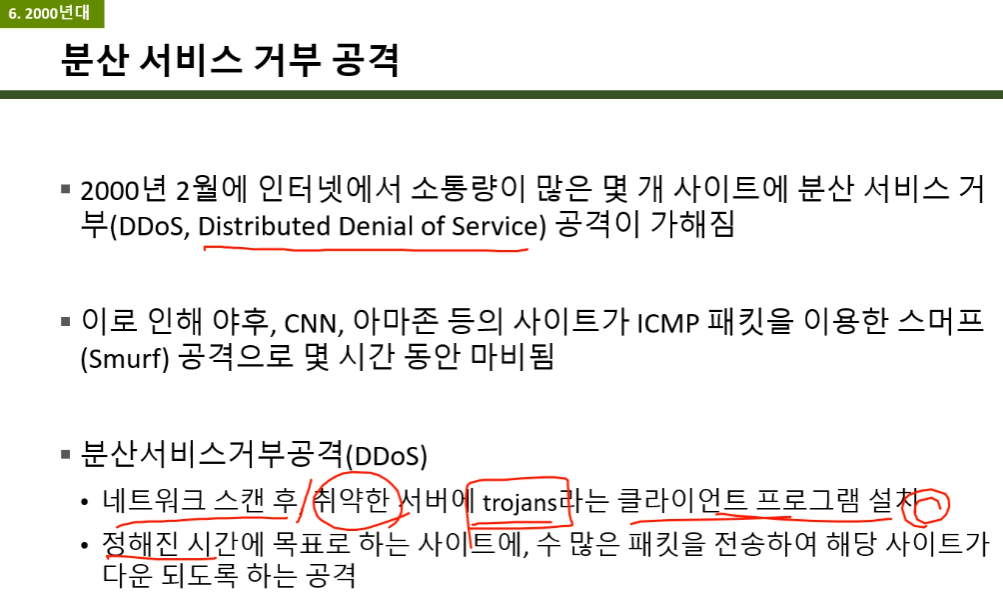 6. 2000년대
분산 서비스 거부 공격
▪ 2000년 2월에 인터넷에서 소통량이 많은 몇 개 사이트에 분산 서비스 거
부(DDoS, Distributed Denial of Service) 공격이 가해짐
▪ 이로 인해 야후, CNN, 아마존 등의 사이트가 ICMP 패킷을 이용한 스머프
(Smurf) 공격으로 몇 시간 동안 마비됨
▪ 분산서비스거부공격(DDoS)
• 네트워크 스캔 후 취약한 서버에 trojans라는 클라이언트 프로그램 설치
• 정해진 시간에 목표로 하는 사이트에, 수 많은 패킷을 전송하여 해당 사이트가
다운 되도록 하는 공격